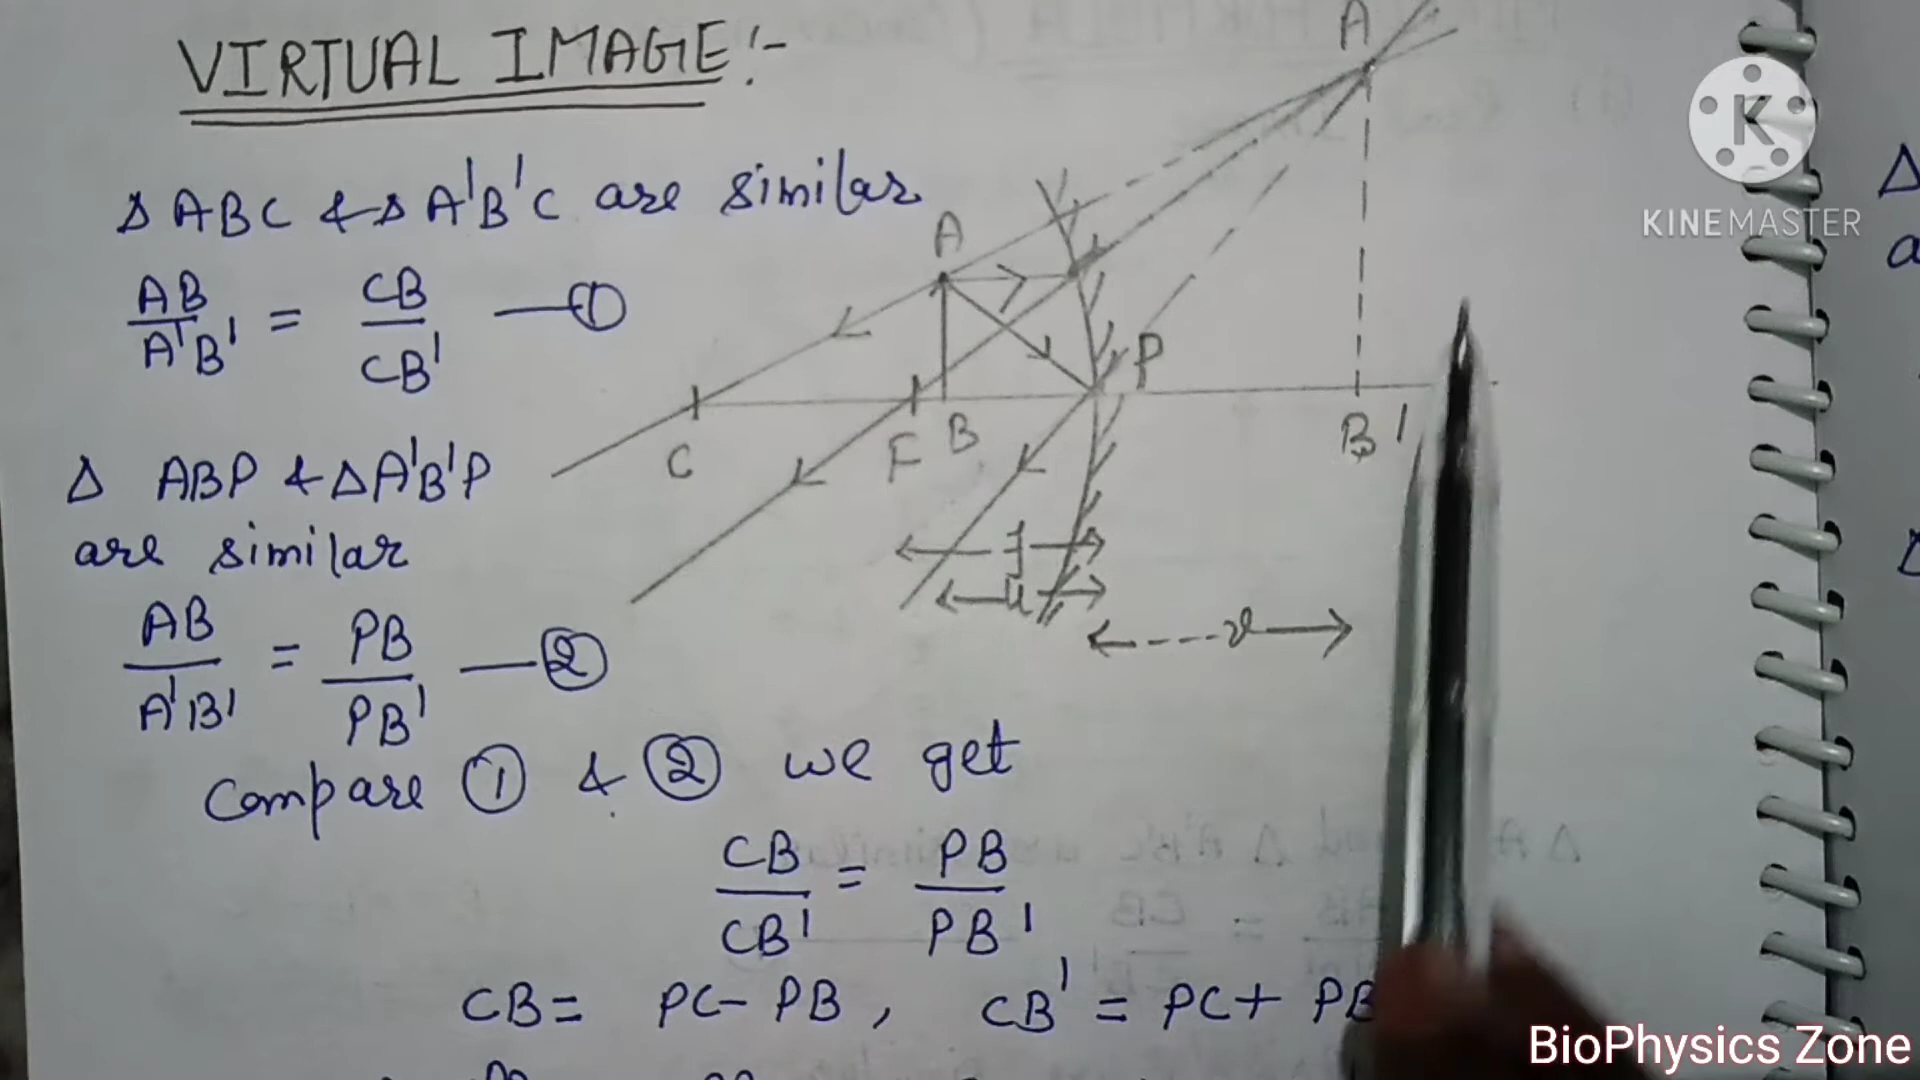 VIRTUAL IMAGE :-
Δ ABC & Δ A'B'C are similar
AB/A'B' = CB/CB' — ①
Δ ABP & Δ A'B'P
are similar
AB/A'B' = PB/PB' — ②
Compare ① & ② we get
CB/CB' = PB/PB'
CB = PC - PB , CB' = PC + PB
A
A
P
C
F
B
B'
f
u
v
K
KINEMASTER
Δ
BioPhysics Zone